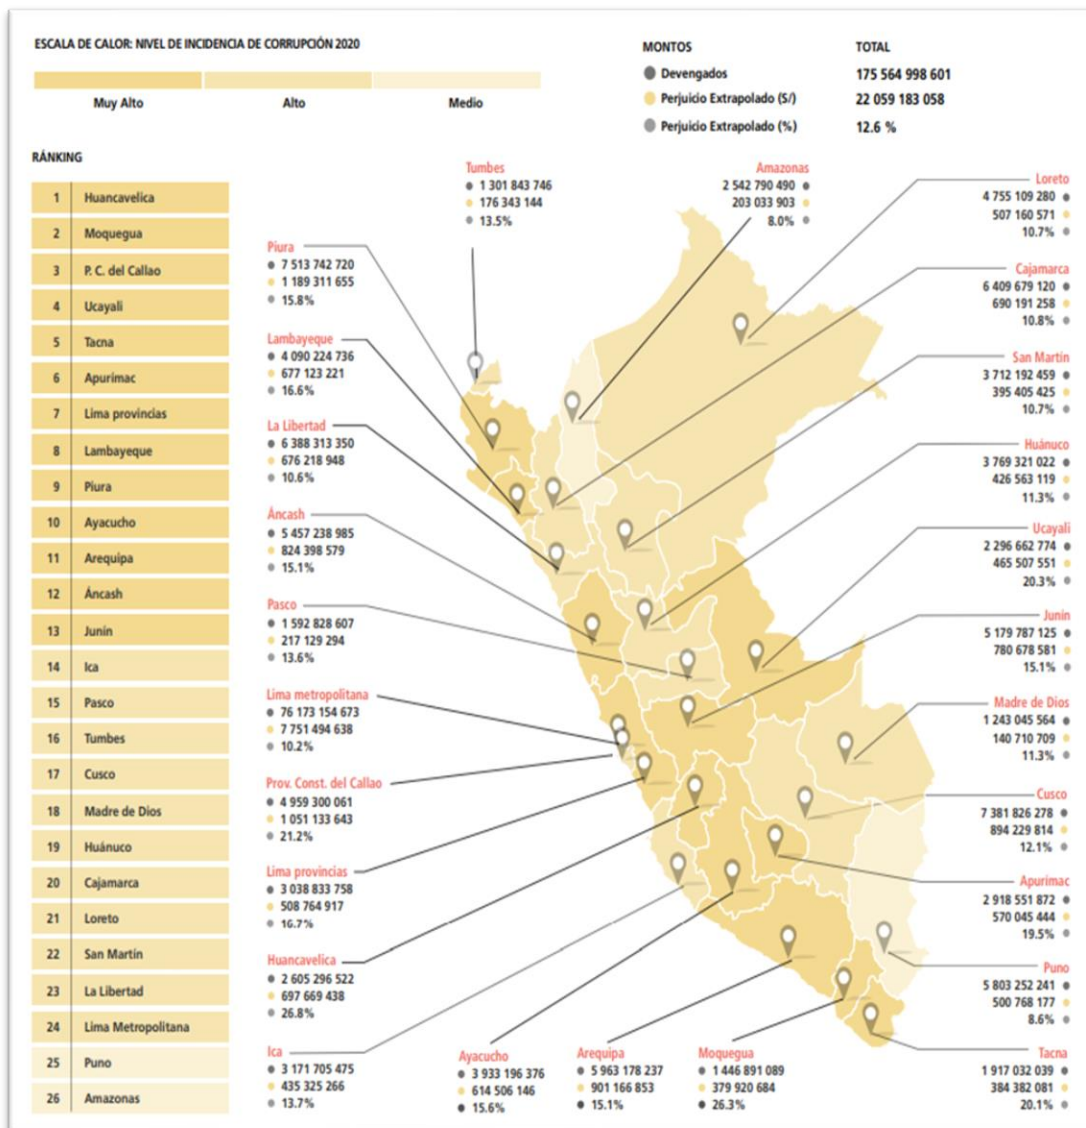 ESCALA DE CALOR: NIVEL DE INCIDENCIA DE CORRUPCIÓN 2020
Muy Alto
Alto
Medio
MONTOS TOTAL
Devengados 175 564 998 601
Perjuicio Extrapolado (S/) 22 059 183 058
Perjuicio Extrapolado (%) 12.6 %
RÁNKING
1 Huancavelica
2 Moquegua
3 P. C. del Callao
4 Ucayali
5 Tacna
6 Apurímac
7 Lima provincias
8 Lambayeque
9 Piura
10 Ayacucho
11 Arequipa
12 Áncash
13 Junín
14 Ica
15 Pasco
16 Tumbes
17 Cusco
18 Madre de Dios
19 Huánuco
20 Cajamarca
21 Loreto
22 San Martín
23 La Libertad
24 Lima Metropolitana
25 Puno
26 Amazonas
Tumbes
1 301 843 746
176 343 144
13.5%
Piura
7 513 742 720
1 189 311 655
15.8%
Lambayeque
4 090 224 736
677 123 221
16.6%
La Libertad
6 388 313 350
676 218 948
10.6%
Áncash
5 457 238 985
824 398 579
15.1%
Pasco
1 592 828 607
217 129 294
13.6%
Lima metropolitana
76 173 154 673
7 751 494 638
10.2%
Prov. Const. del Callao
4 959 300 061
1 051 133 643
21.2%
Lima provincias
3 038 833 758
508 764 917
16.7%
Huancavelica
2 605 296 522
697 669 438
26.8%
Ica
3 171 705 475
435 325 266
13.7%
Ayacucho
3 933 196 376
614 506 146
15.6%
Arequipa
5 963 178 237
901 166 853
15.1%
Moquegua
1 446 891 089
379 920 684
26.3%
Amazonas
2 542 790 490
203 033 903
8.0%
Loreto
4 755 109 280
507 160 571
10.7%
Cajamarca
6 409 679 120
690 191 258
10.8%
San Martín
3 712 192 459
395 405 425
10.7%
Huánuco
3 769 321 022
426 563 119
11.3%
Ucayali
2 296 662 774
465 507 551
20.3%
Junín
5 179 787 125
780 678 581
15.1%
Madre de Dios
1 243 045 564
140 710 709
11.3%
Cusco
7 381 826 278
894 229 814
12.1%
Apurímac
2 918 551 872
570 045 444
19.5%
Puno
5 803 252 241
500 768 177
8.6%
Tacna
1 917 032 039
384 382 081
20.1%